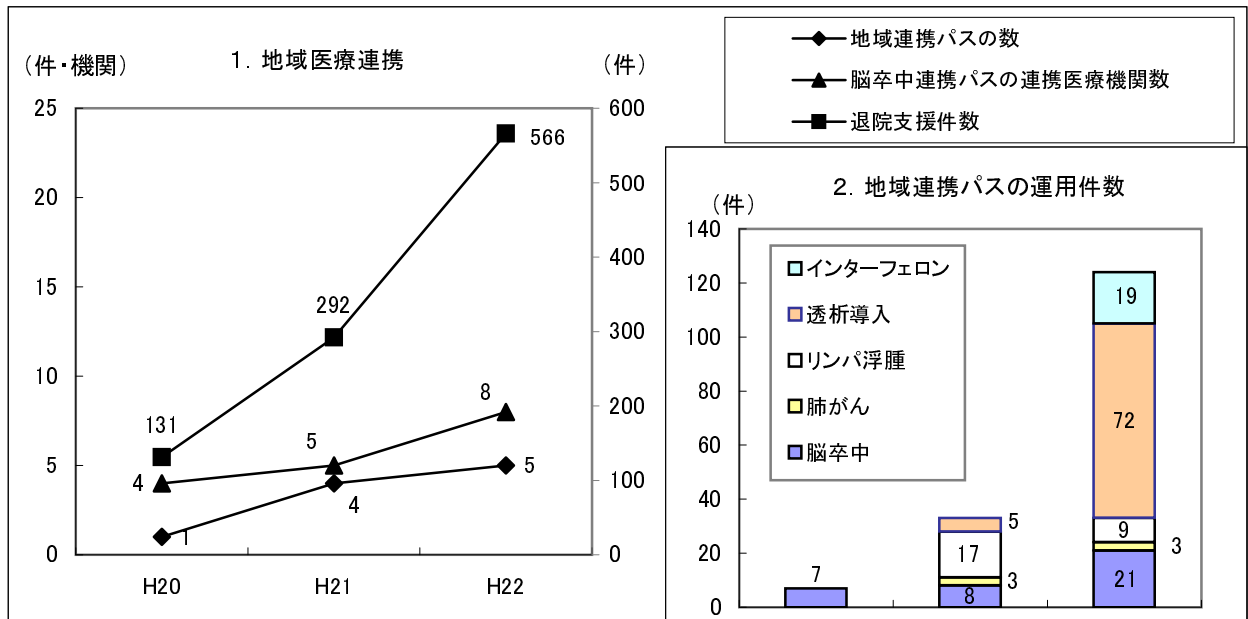 1．地域医療連携
（件・機関）
（件）
25
20
15
10
5
0
600
500
400
300
200
100
0
131
292
566
4
5
8
1
4
5
H20
H21
H22
地域連携パスの数
脳卒中連携パスの連携医療機関数
退院支援件数
2．地域連携パスの運用件数
（件）
140
120
100
80
60
40
20
0
インターフェロン
透析導入
リンパ浮腫
肺がん
脳卒中
7
5
17
3
8
19
72
9
3
21